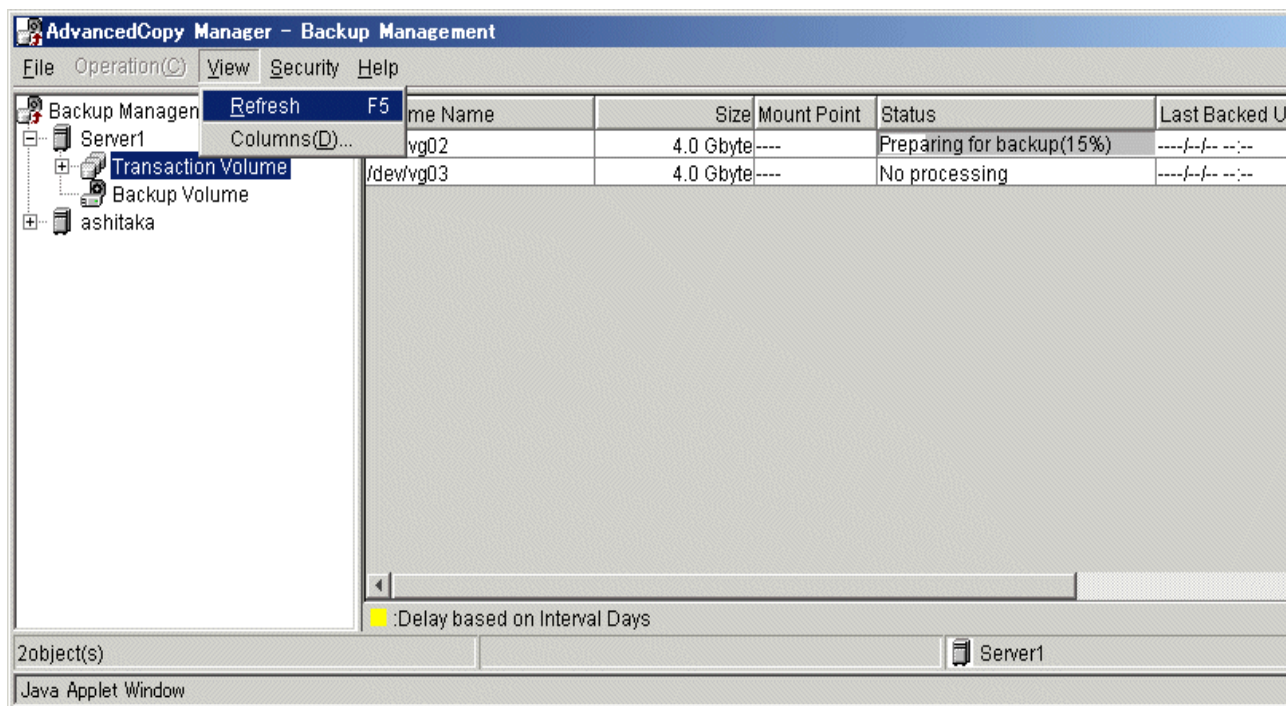 AdvancedCopy Manager - Backup Management
File Operation(C) View Security Help
Refresh F5
Columns(D)...
Backup Managen
Server1
Transaction Volume
Backup Volume
ashitaka
me Name Size Mount Point Status Last Backed U
vg02 4.0 Gbyte ---- Preparing for backup(15%) ----/--/-- --:--
/dev/vg03 4.0 Gbyte ---- No processing ----/--/-- --:--
:Delay based on Interval Days
2object(s) Server1
Java Applet Window